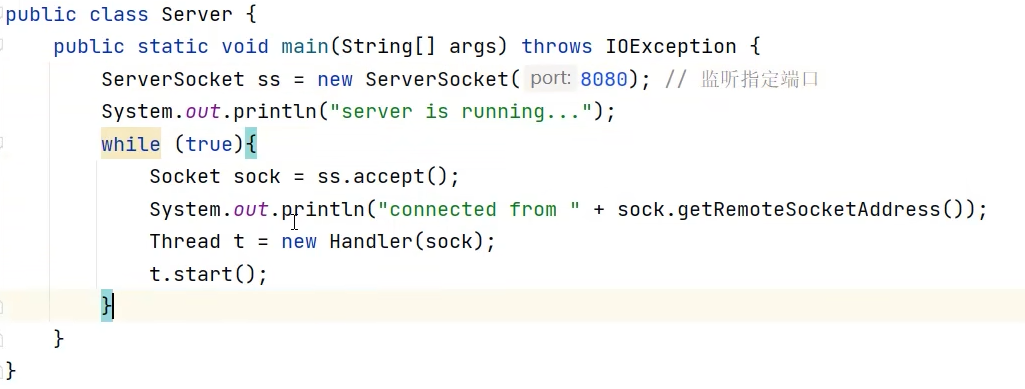 public class Server {
    public static void main(String[] args) throws IOException {
        ServerSocket ss = new ServerSocket( port: 8080); // 监听指定端口
        System.out.println("server is running...");
        while (true){
            Socket sock = ss.accept();
            System.out.println("connected from " + sock.getRemoteSocketAddress());
            Thread t = new Handler(sock);
            t.start();
        }
    }
}